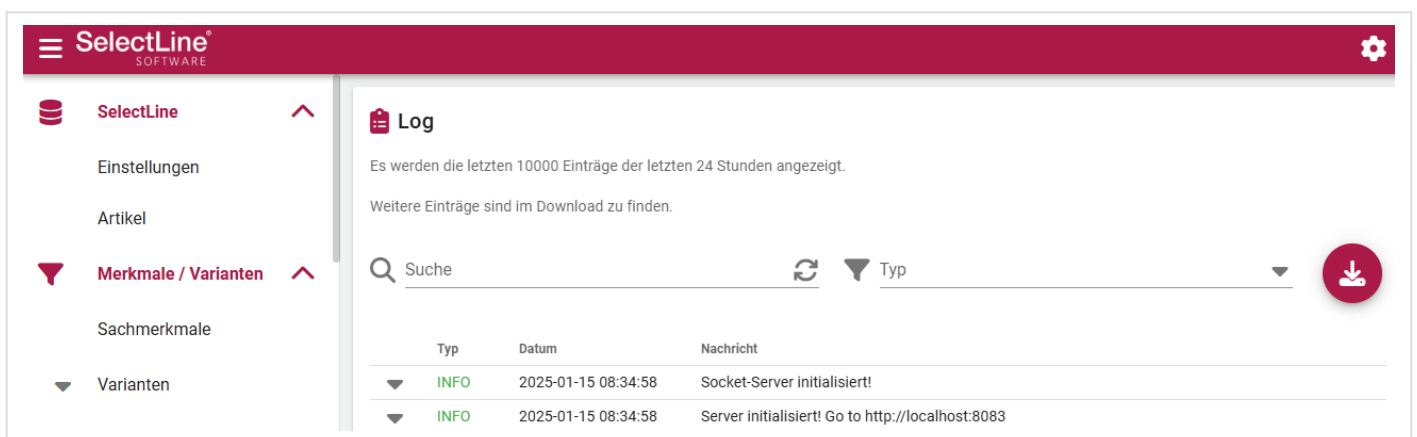 SelectLine®
SOFTWARE
SelectLine
Einstellungen
Artikel
Merkmale / Varianten
Sachmerkmale
Varianten
Log
Es werden die letzten 10000 Einträge der letzten 24 Stunden angezeigt.
Weitere Einträge sind im Download zu finden.
Suche
Typ
Typ Datum Nachricht
INFO 2025-01-15 08:34:58 Socket-Server initialisiert!
INFO 2025-01-15 08:34:58 Server initialisiert! Go to http://localhost:8083